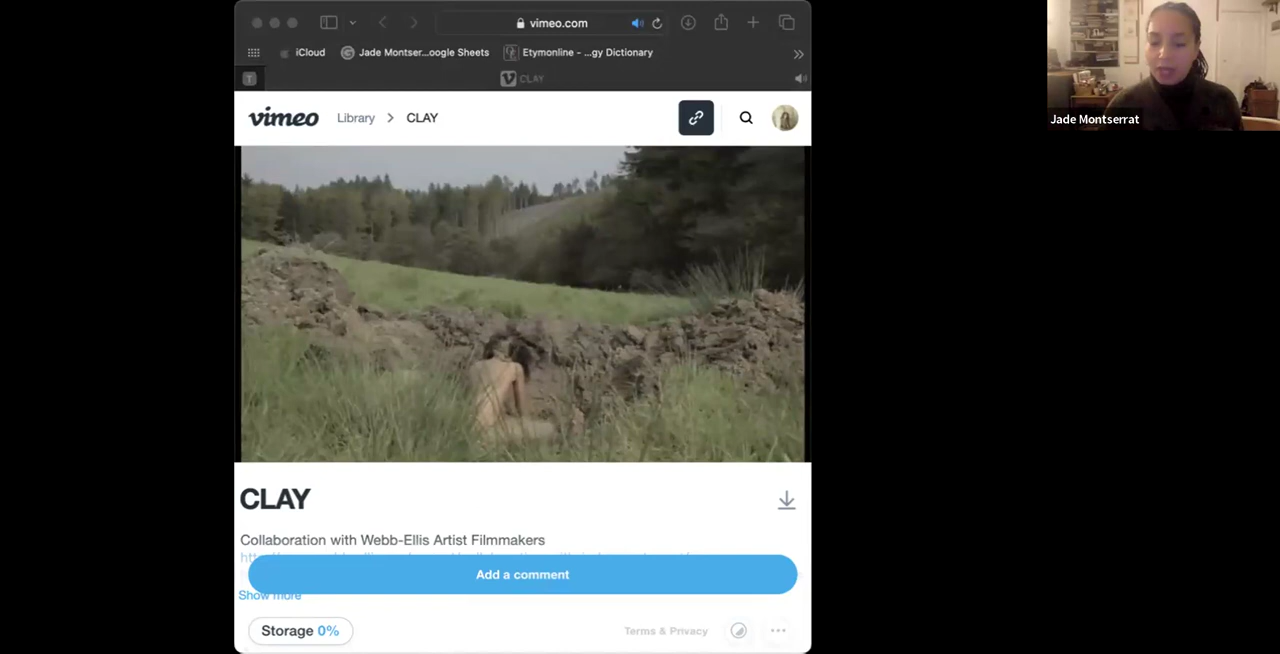 vimeo.com
iCloud
Jade Montser...oogle Sheets
Etymonline - ...gy Dictionary
T
CLAY
vimeo
Library
CLAY
Jade Montserrat
CLAY
Collaboration with Webb-Ellis Artist Filmmakers
Add a comment
Show more
Storage 0%
Terms & Privacy